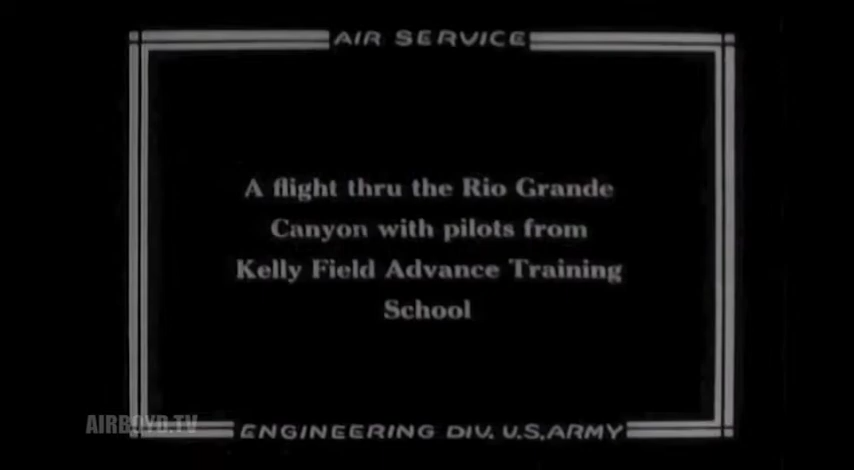 AIR SERVICE
A flight thru the Rio Grande
Canyon with pilots from
Kelly Field Advance Training
School
AIRBOYD.TV
ENGINEERING DIV. U.S. ARMY